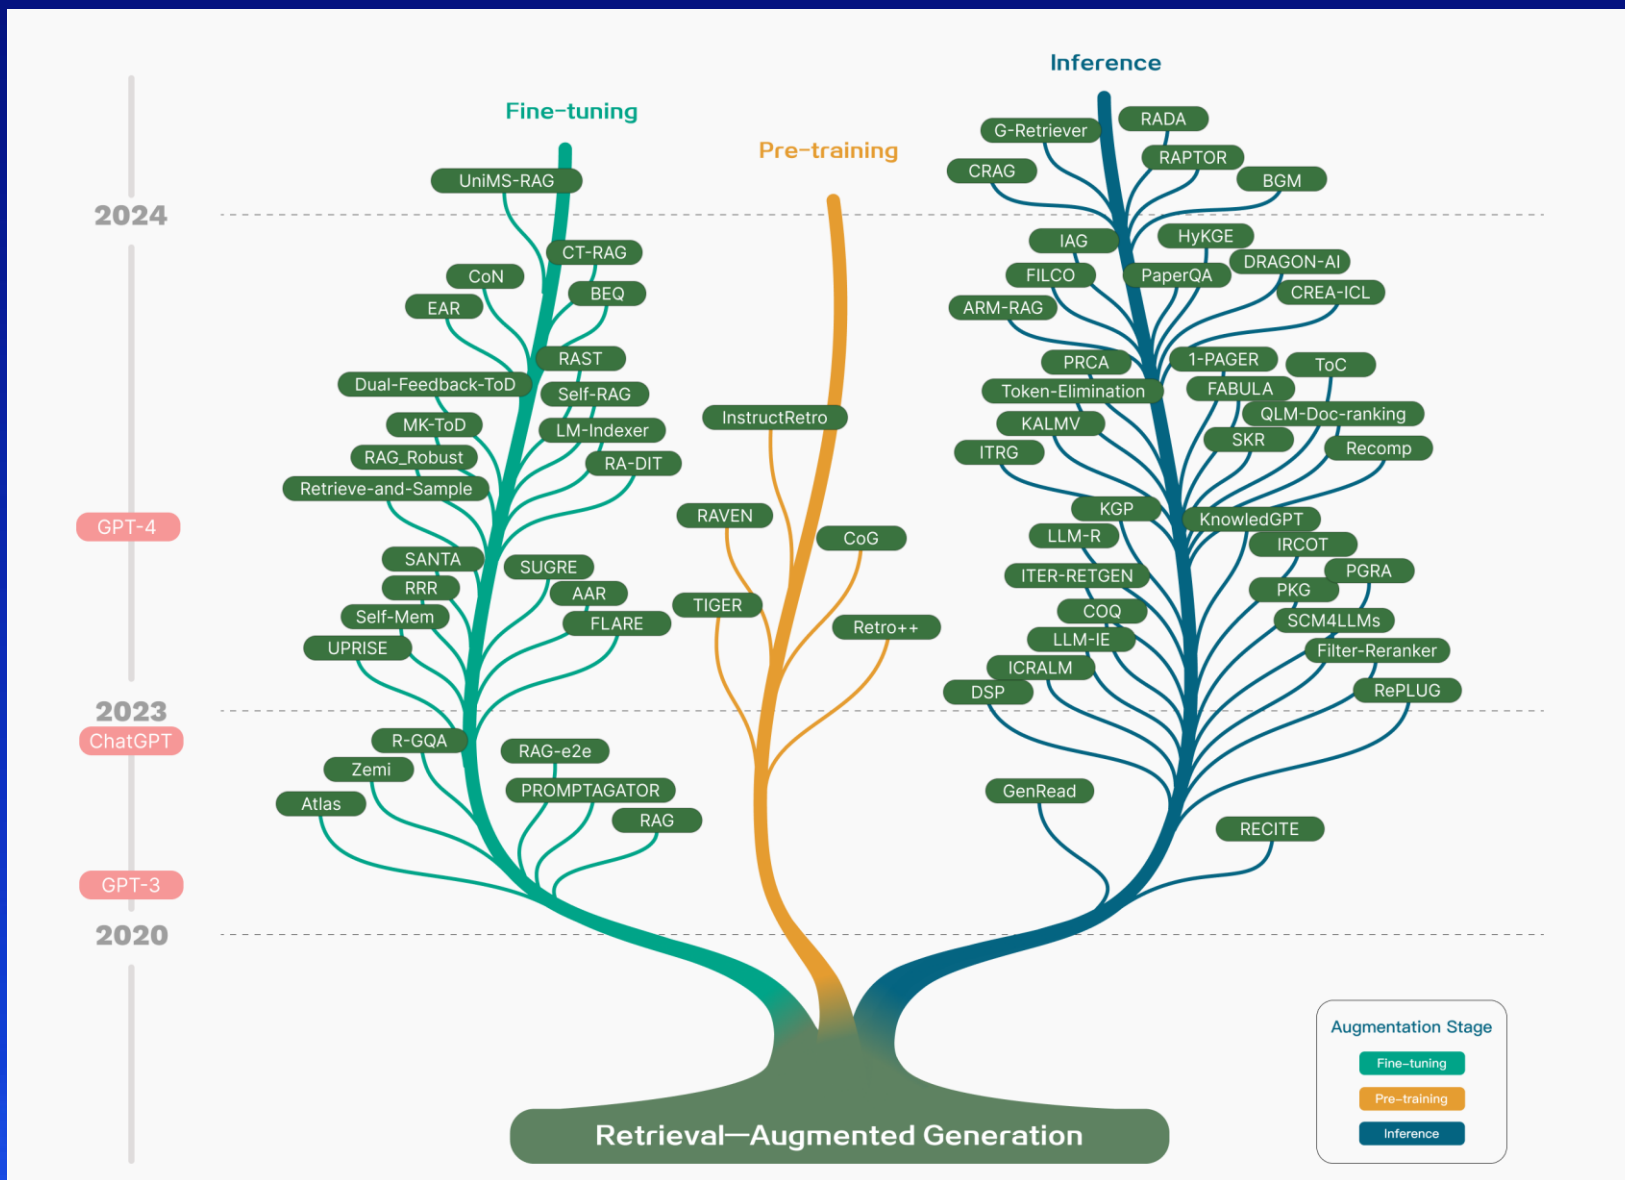 Inference
Fine-tuning
Pre-training
RADA
G-Retriever
RAPTOR
CRAG
BGM
UniMS-RAG
2024
IAG
HyKGE
CT-RAG
DRAGON-AI
CoN
FILCO
PaperQA
BEQ
CREA-ICL
EAR
ARM-RAG
RAST
PRCA
1-PAGER
ToC
Dual-Feedback-ToD
Self-RAG
Token-Elimination
FABULA
InstructRetro
QLM-Doc-ranking
MK-ToD
LM-Indexer
KALMV
SKR
RAG_Robust
RA-DIT
ITRG
Recomp
Retrieve-and-Sample
KGP
RAVEN
KnowledGPT
GPT-4
CoG
LLM-R
IRCOT
SANTA
SUGRE
ITER-RETGEN
PGRA
RRR
AAR
PKG
TIGER
COQ
Self-Mem
FLARE
Retro++
SCM4LLMs
UPRISE
LLM-IE
Filter-Reranker
ICRALM
DSP
RePLUG
2023
ChatGPT
R-GQA
RAG-e2e
Zemi
PROMPTAGATOR
GenRead
Atlas
RAG
RECITE
GPT-3
2020
Augmentation Stage
Fine-tuning
Pre-training
Inference
Retrieval—Augmented Generation